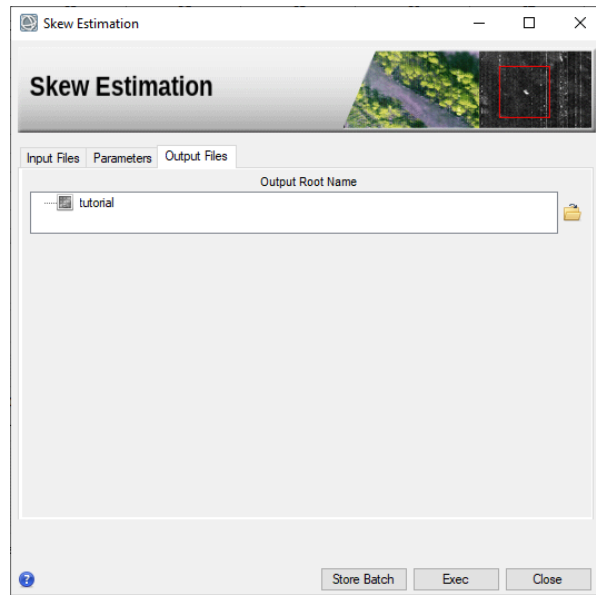 Skew Estimation
Skew Estimation
Input Files Parameters Output Files
Output Root Name
tutorial
?
Store Batch Exec Close